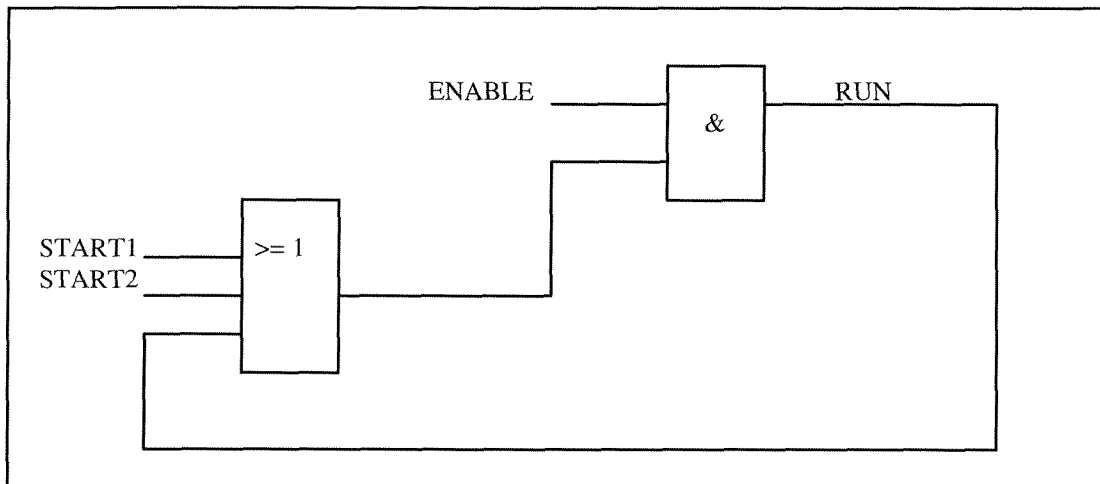 ENABLE
&
RUN
START1
>= 1
START2